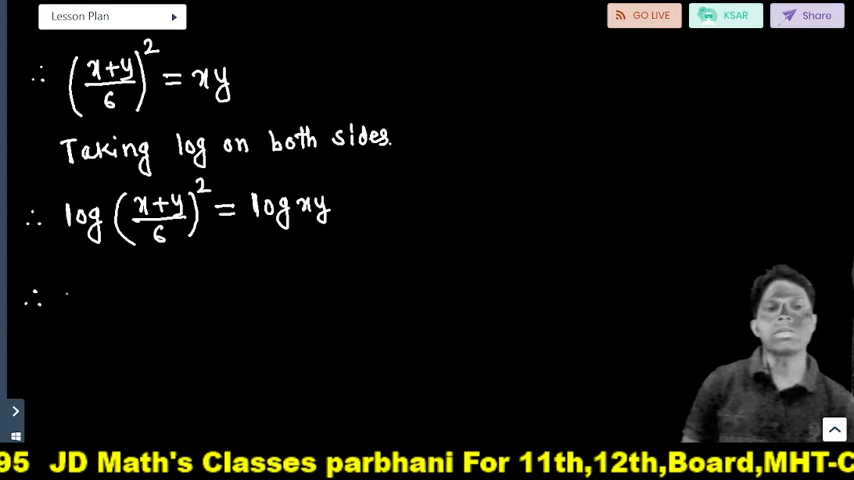 Lesson Plan
GO LIVE
KSAR
Share
∴ (x+y/6)² = xy
Taking log on both sides.
∴ log (x+y/6)² = log xy
∴
95 JD Math's Classes parbhani For 11th,12th,Board,MHT-C